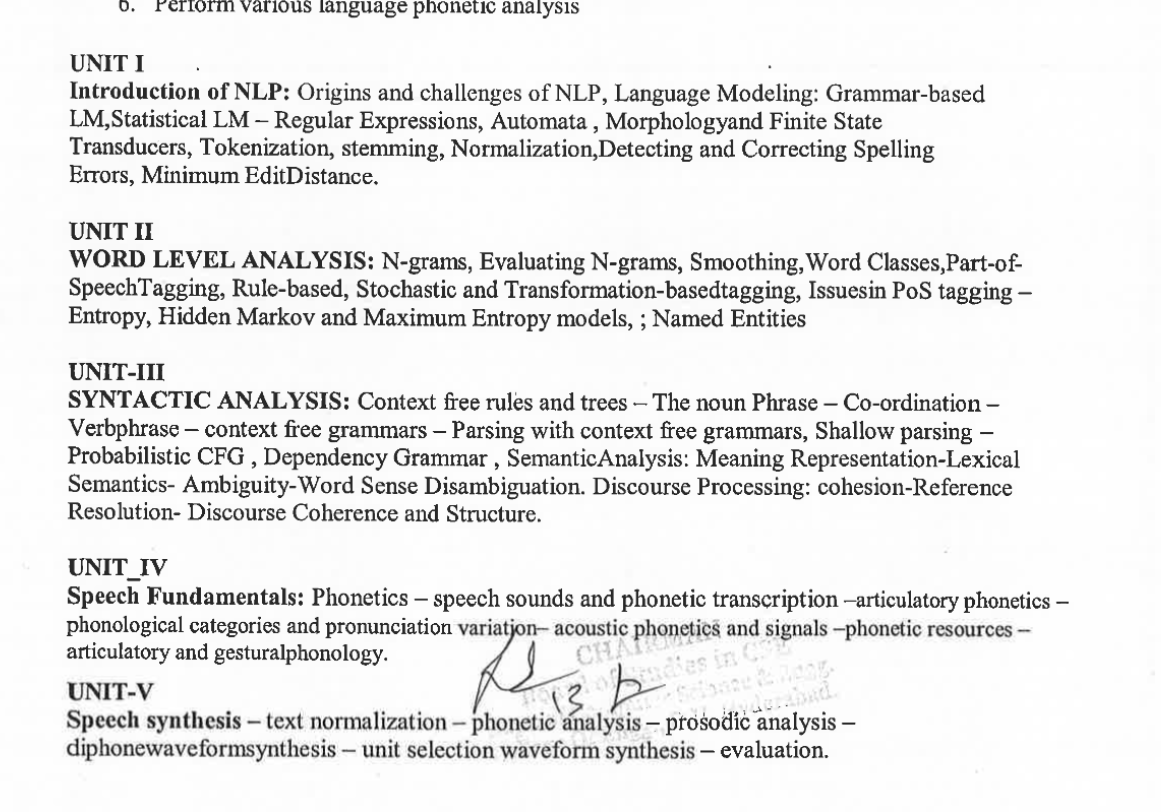 6. Perform various language phonetic analysis
UNIT I
Introduction of NLP: Origins and challenges of NLP, Language Modeling: Grammar-based
LM,Statistical LM – Regular Expressions, Automata , Morphologyand Finite State
Transducers, Tokenization, stemming, Normalization,Detecting and Correcting Spelling
Errors, Minimum EditDistance.
UNIT II
WORD LEVEL ANALYSIS: N-grams, Evaluating N-grams, Smoothing,Word Classes,Part-of-
SpeechTagging, Rule-based, Stochastic and Transformation-basedtagging, Issuesin PoS tagging –
Entropy, Hidden Markov and Maximum Entropy models, ; Named Entities
UNIT-III
SYNTACTIC ANALYSIS: Context free rules and trees – The noun Phrase – Co-ordination –
Verbphrase – context free grammars – Parsing with context free grammars, Shallow parsing –
Probabilistic CFG , Dependency Grammar , SemanticAnalysis: Meaning Representation-Lexical
Semantics- Ambiguity-Word Sense Disambiguation. Discourse Processing: cohesion-Reference
Resolution- Discourse Coherence and Structure.
UNIT_IV
Speech Fundamentals: Phonetics – speech sounds and phonetic transcription –articulatory phonetics –
phonological categories and pronunciation variation– acoustic phonetics and signals –phonetic resources –
articulatory and gesturalphonology.
CHAIRMAN
Board of Studies in CSE
Science & Engg.
Hyderabad.
13
UNIT-V
Speech synthesis – text normalization – phonetic analysis – prosodic analysis –
diphonewaveformsynthesis – unit selection waveform synthesis – evaluation.